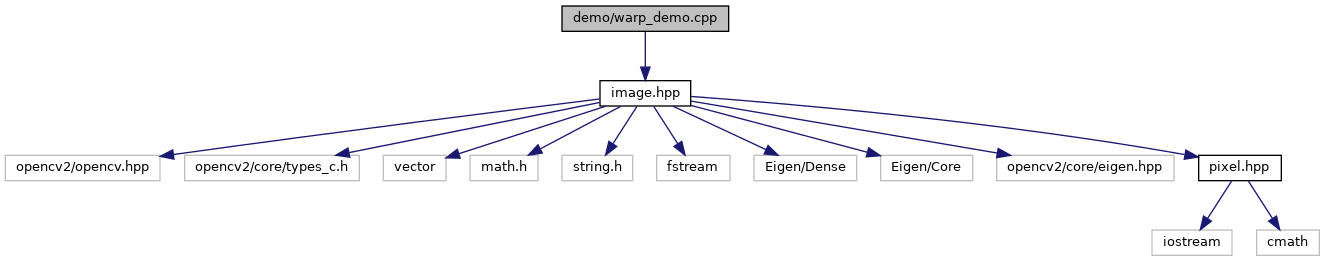 demo/warp_demo.cpp
image.hpp
opencv2/opencv.hpp
opencv2/core/types_c.h
vector
math.h
string.h
fstream
Eigen/Dense
Eigen/Core
opencv2/core/eigen.hpp
pixel.hpp
iostream
cmath